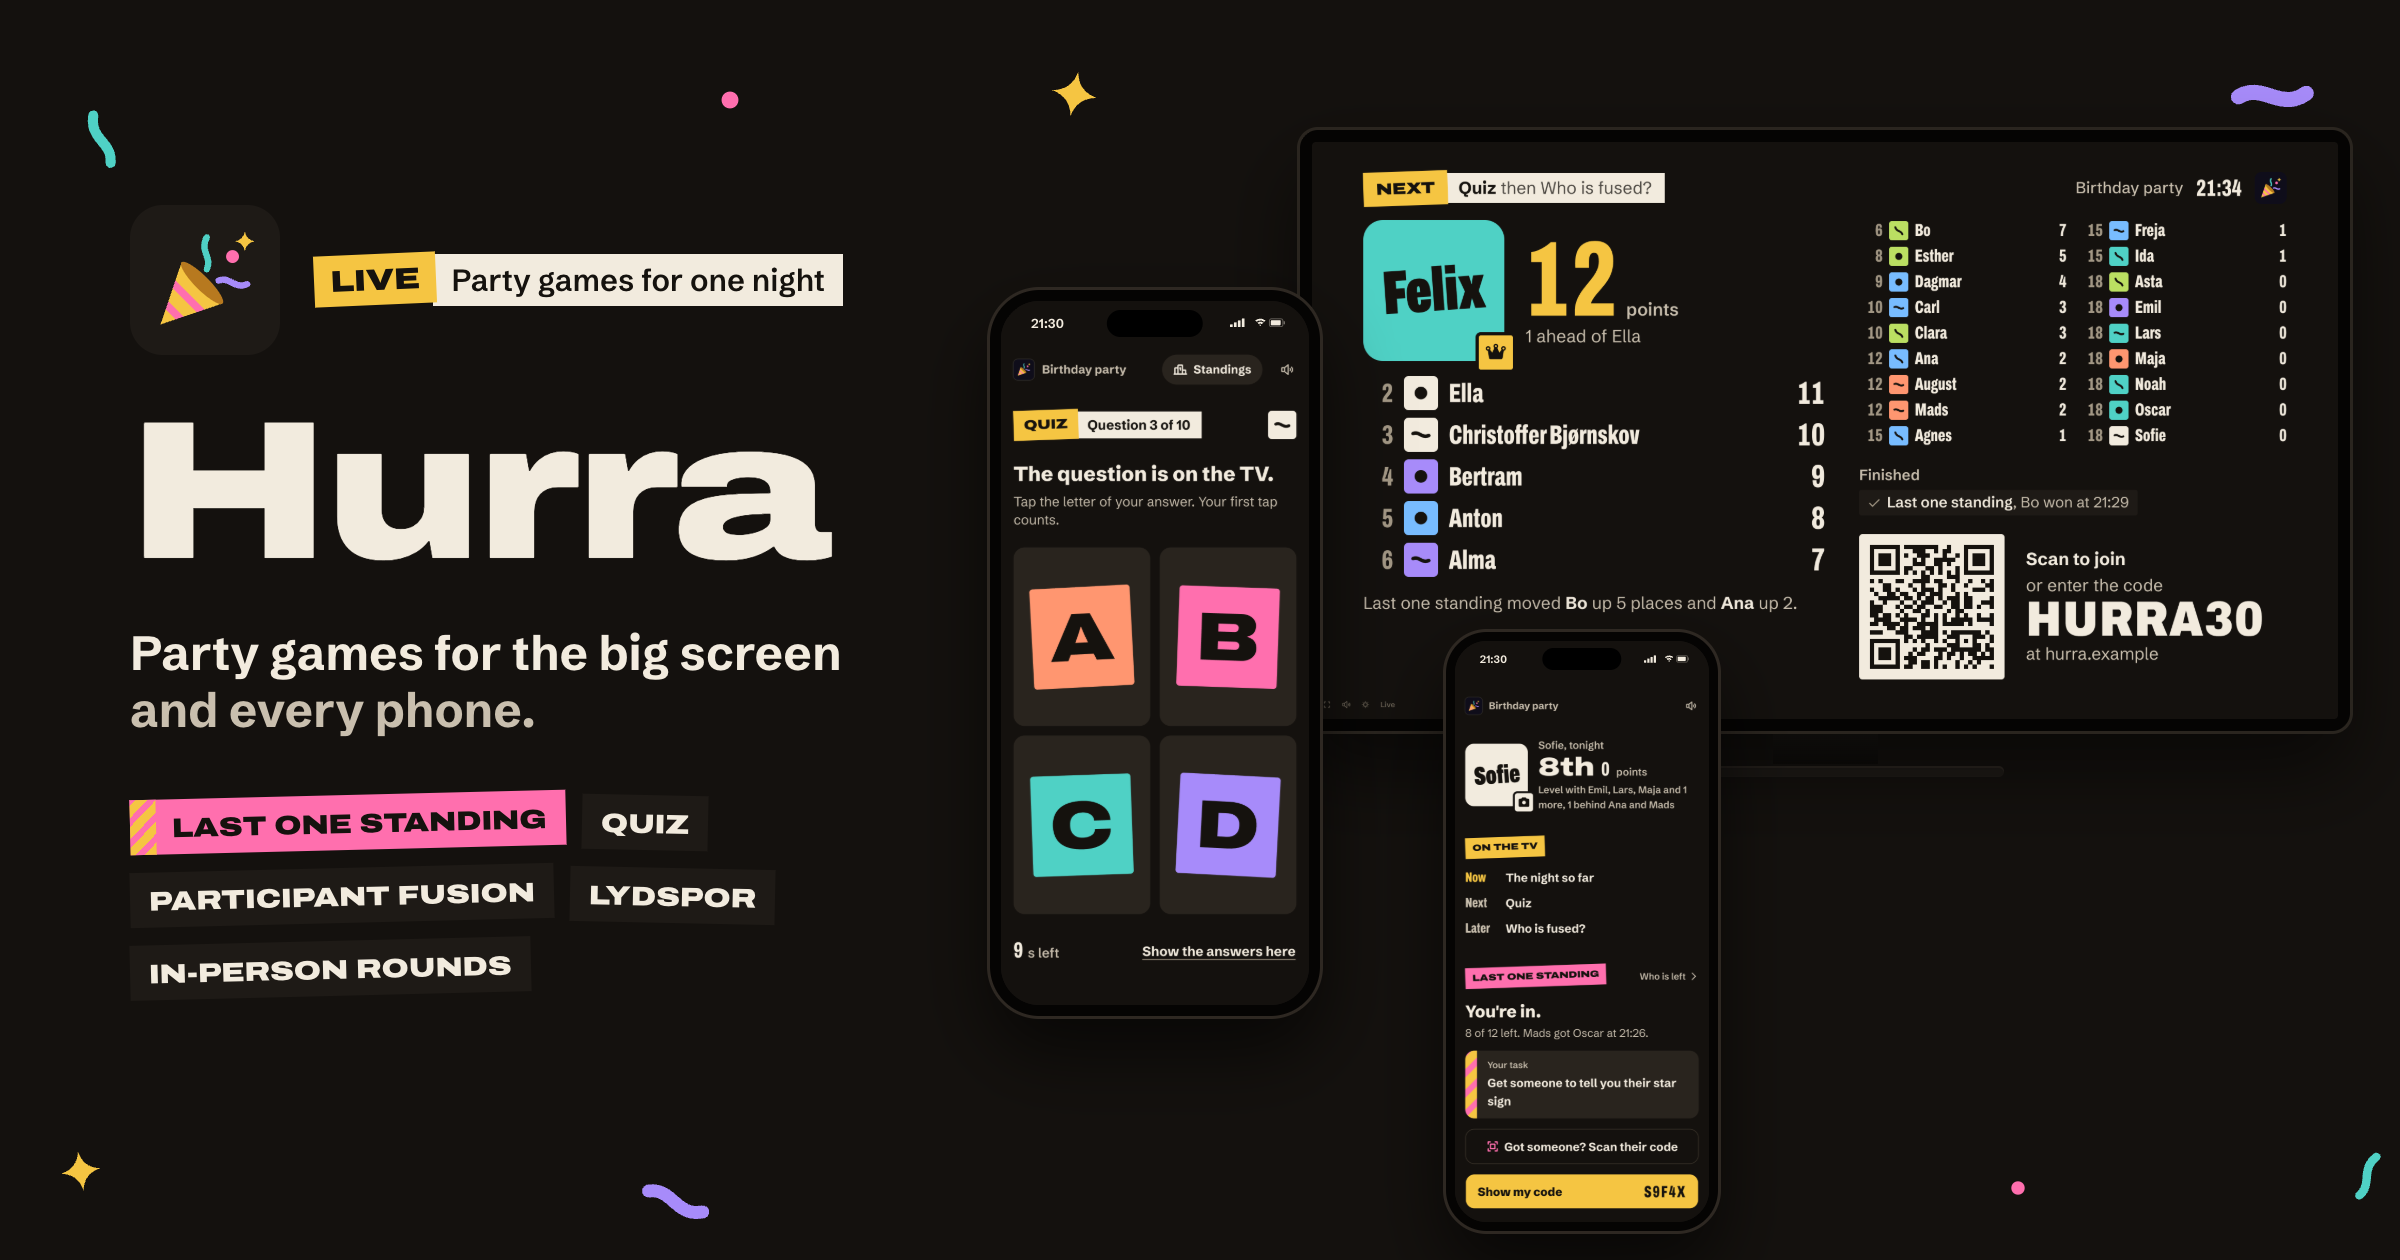 LIVE Party games for one night
Hurra
Party games for the big screen
and every phone.
LAST ONE STANDING
QUIZ
PARTICIPANT FUSION
LYDSPOR
IN-PERSON ROUNDS
21:30
Birthday party
Standings
QUIZ Question 3 of 10
The question is on the TV.
Tap the letter of your answer. Your first tap
counts.
A
B
C
D
9 s left
Show the answers here
NEXT Quiz then Who is fused?
Birthday party 21:34
Felix
12 points
1 ahead of Ella
2 Ella 11
3 Christoffer Bjørnskov 10
4 Bertram 9
5 Anton 8
6 Alma 7
Last one standing moved Bo up 5 places and Ana up 2.
6 Bo 7
8 Esther 5
9 Dagmar 4
10 Carl 3
10 Clara 3
12 Ana 2
12 August 2
12 Mads 2
15 Agnes 1
15 Freja 1
15 Ida 1
18 Asta 0
18 Emil 0
18 Lars 0
18 Maja 0
18 Noah 0
18 Oscar 0
18 Sofie 0
Finished
Last one standing, Bo won at 21:29
Scan to join
or enter the code
HURRA30
at hurra.example
Live
21:30
Birthday party
Sofie
Sofie, tonight
8th 0 points
Level with Emil, Lars, Maja and 1
more, 1 behind Ana and Mads
ON THE TV
Now The night so far
Next Quiz
Later Who is fused?
LAST ONE STANDING
Who is left
You're in.
8 of 12 left. Mads got Oscar at 21:26.
Your task
Get someone to tell you their star
sign
Got someone? Scan their code
Show my code S9F4X